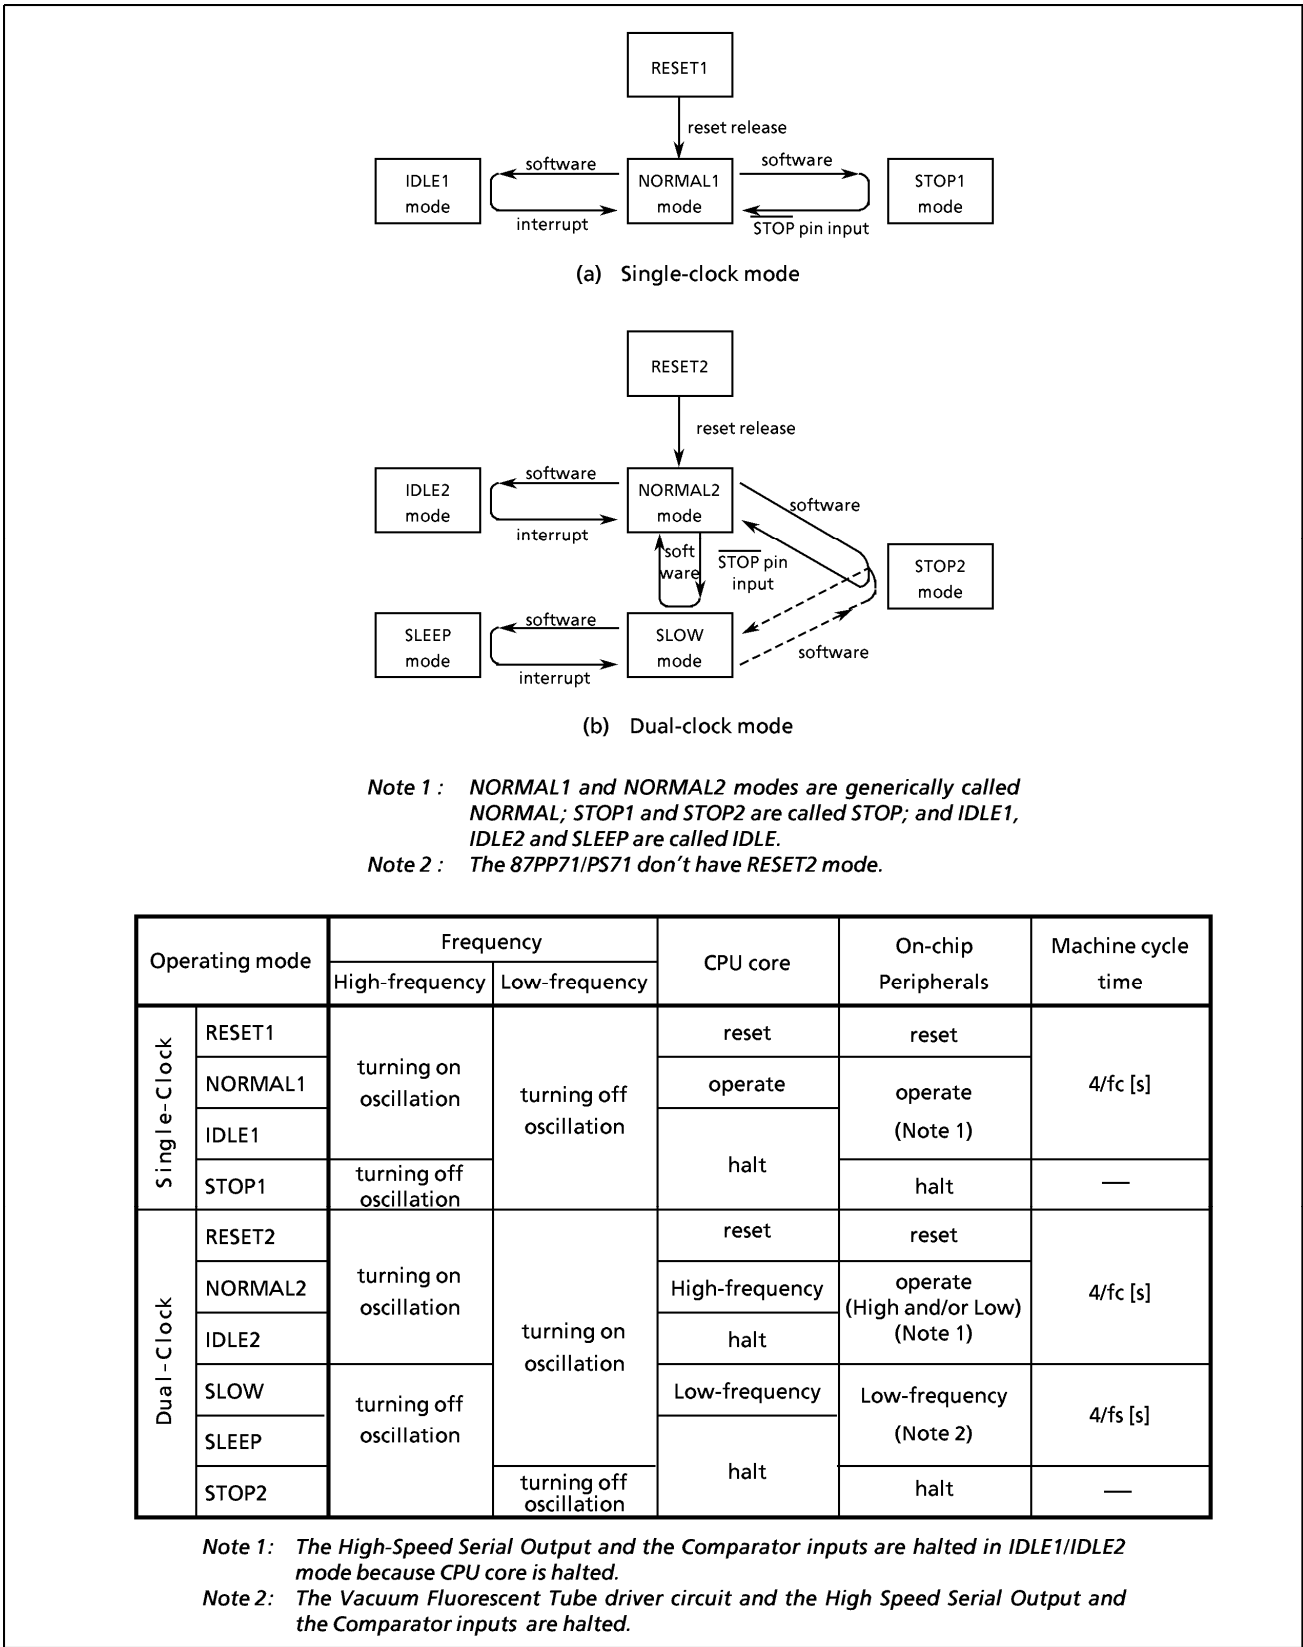 RESET1
reset release
IDLE1
mode
software
interrupt
NORMAL1
mode
software
STOP pin input
STOP1
mode
(a) Single-clock mode
RESET2
reset release
IDLE2
mode
software
interrupt
NORMAL2
mode
software
soft
ware
STOP pin
input
STOP2
mode
SLEEP
mode
software
interrupt
SLOW
mode
software
(b) Dual-clock mode
Note 1 : NORMAL1 and NORMAL2 modes are generically called
NORMAL; STOP1 and STOP2 are called STOP; and IDLE1,
IDLE2 and SLEEP are called IDLE.
Note 2 : The 87PP71/PS71 don't have RESET2 mode.
Operating mode
Frequency
High-frequency
Low-frequency
CPU core
On-chip
Peripherals
Machine cycle
time
Single-Clock
RESET1
NORMAL1
IDLE1
STOP1
turning on
oscillation
turning off
oscillation
turning off
oscillation
reset
operate
halt
reset
operate
(Note 1)
halt
4/fc [s]
—
Dual-Clock
RESET2
NORMAL2
IDLE2
SLOW
SLEEP
STOP2
turning on
oscillation
turning off
oscillation
turning on
oscillation
turning off
oscillation
reset
High-frequency
halt
Low-frequency
halt
reset
operate
(High and/or Low)
(Note 1)
Low-frequency
(Note 2)
halt
4/fc [s]
4/fs [s]
—
Note 1: The High-Speed Serial Output and the Comparator inputs are halted in IDLE1/IDLE2
mode because CPU core is halted.
Note 2: The Vacuum Fluorescent Tube driver circuit and the High Speed Serial Output and
the Comparator inputs are halted.